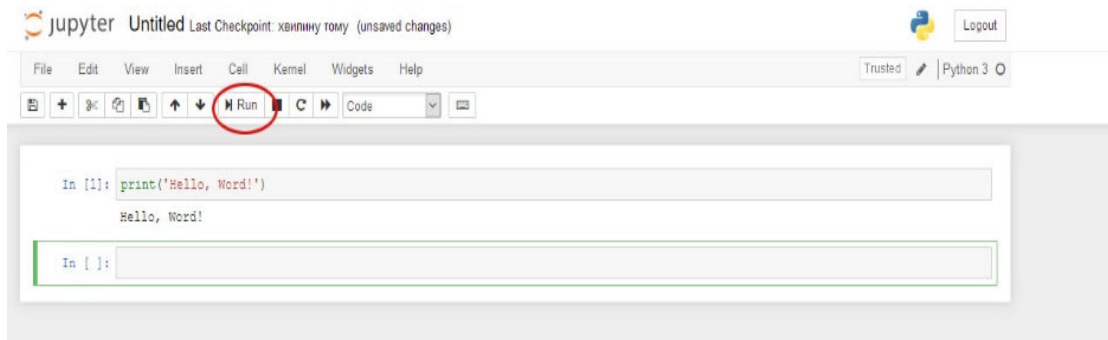 jupyter Untitled Last Checkpoint: хвилину тому (unsaved changes) Logout
File Edit View Insert Cell Kernel Widgets Help Trusted Python 3
Run Code
In [1]: print('Hello, Word!')
Hello, Word!
In [ ]: